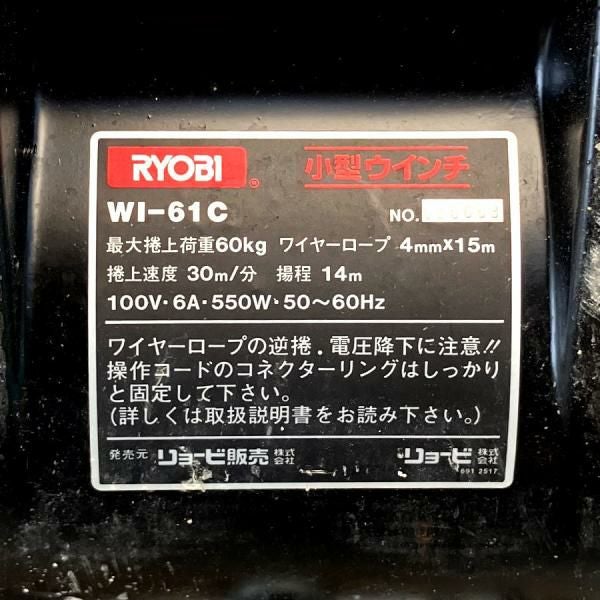 RYOBI® 小型ウインチ
WI-61C NO.
最大捲上荷重60kg ワイヤーロープ 4mm×15m
捲上速度 30m/分 揚程 14m
100V・6A・550W・50〜60Hz
ワイヤーロープの逆捲・電圧降下に注意!!
操作コードのコネクターリングはしっかり
と固定して下さい。
(詳しくは取扱説明書をお読み下さい。)
発売元 リョービ販売株式会社 リョービ株式会社
691 2517